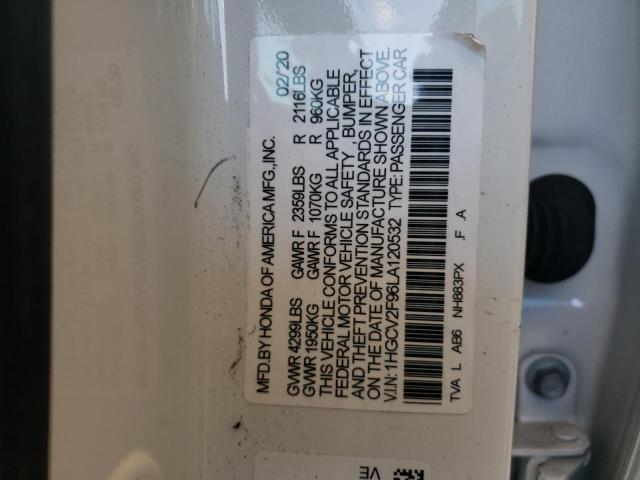 MFD.BY HONDA OF AMERICA MFG.,INC. 02/20
GVWR 4299LBS GAWR F 2359LBS R 2116LBS
GVWR 1950KG GAWR F 1070KG R 960KG
THIS VEHICLE CONFORMS TO ALL APPLICABLE
FEDERAL MOTOR VEHICLE SAFETY , BUMPER,
AND THEFT PREVENTION STANDARDS IN EFFECT
ON THE DATE OF MANUFACTURE SHOWN ABOVE.
V.I.N:1HGCV2F96LA120532 TYPE:PASSENGER CAR
TVA L AB6 NH883PX .F .A
VE